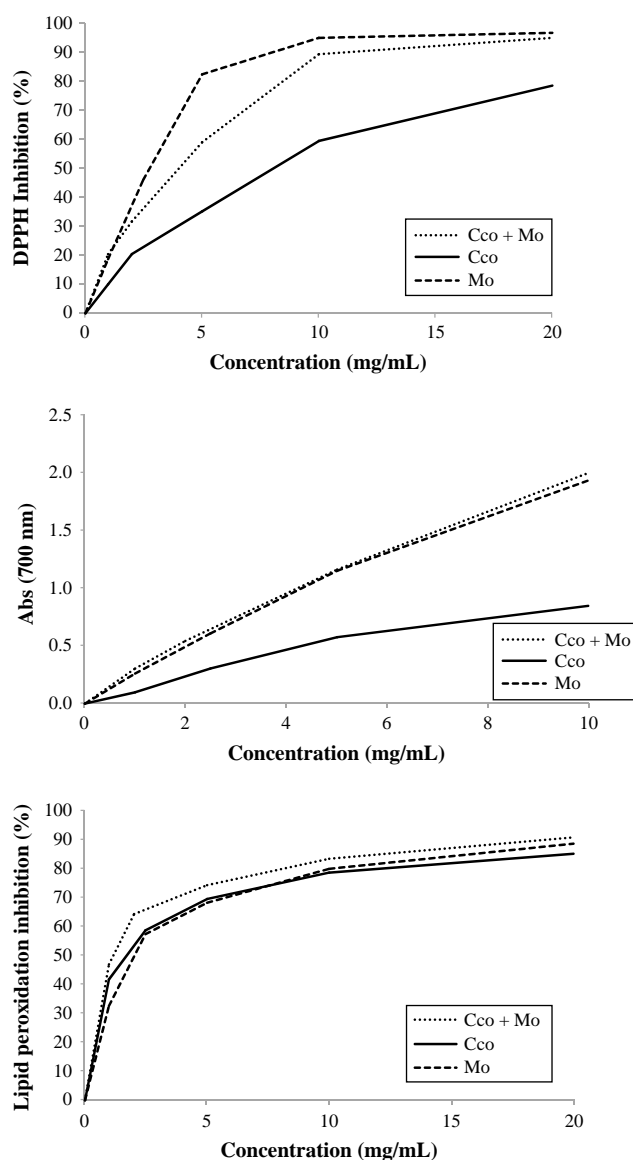 DPPH Inhibition (%)
100
90
80
70
60
50
40
30
20
10
0
0 5 10 15 20
Concentration (mg/mL)
Cco + Mo
Cco
Mo
Abs (700 nm)
2.5
2.0
1.5
1.0
0.5
0.0
0 2 4 6 8 10
Concentration (mg/mL)
Cco + Mo
Cco
Mo
Lipid peroxidation inhibition (%)
100
90
80
70
60
50
40
30
20
10
0
0 5 10 15 20
Concentration (mg/mL)
Cco + Mo
Cco
Mo